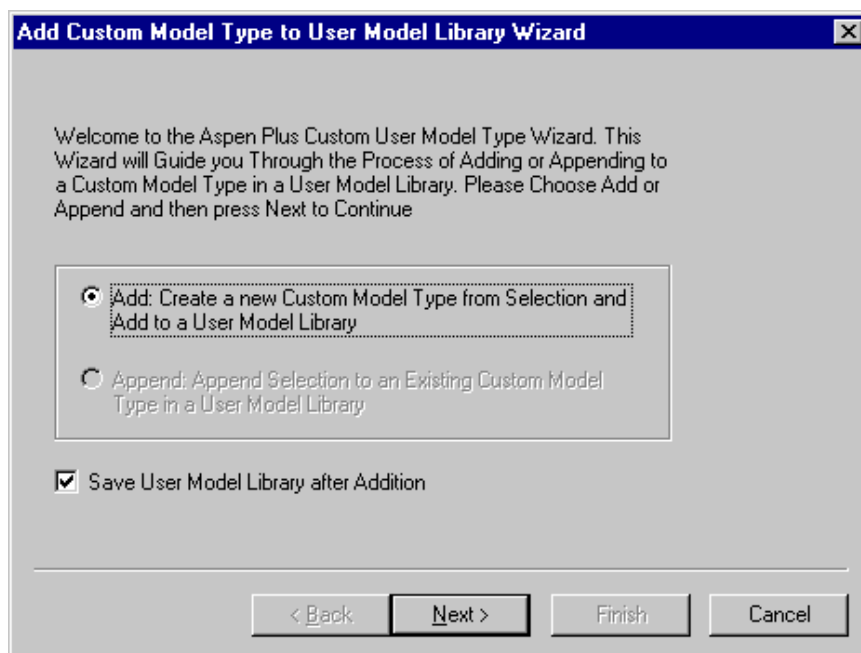 Add Custom Model Type to User Model Library Wizard
Welcome to the Aspen Plus Custom User Model Type Wizard. This
Wizard will Guide you Through the Process of Adding or Appending to
a Custom Model Type in a User Model Library. Please Choose Add or
Append and then press Next to Continue
Add: Create a new Custom Model Type from Selection and
Add to a User Model Library
Append: Append Selection to an Existing Custom Model
Type in a User Model Library
Save User Model Library after Addition
< Back Next > Finish Cancel